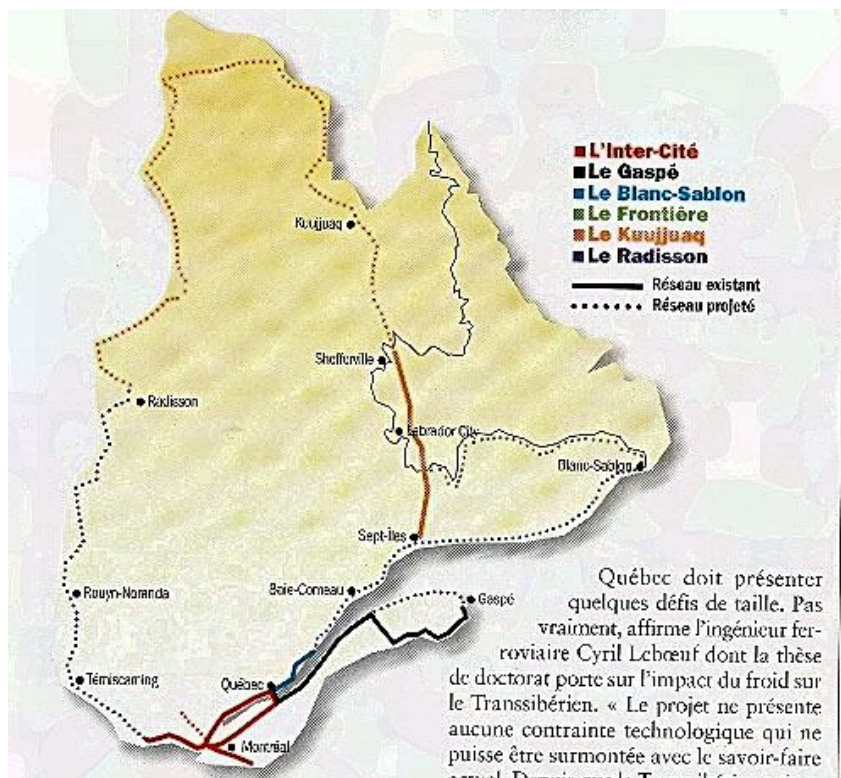 L'Inter-Cité
Le Gaspé
Le Blanc-Sablon
Le Frontière
Le Kuujjuaq
Le Radisson
Réseau existant
Réseau projeté
Kuujjuaq
Shefferville
Radisson
Labrador City
Blanc-Sablon
Sept-Îles
Rouyn-Noranda
Baie-Comeau
Gaspé
Témiscaming
Québec
Montréal
Québec doit présenter
quelques défis de taille. Pas
vraiment, affirme l'ingénieur fer-
roviaire Cyril Lebœuf dont la thèse
de doctorat porte sur l'impact du froid sur
le Transsibérien. « Le projet ne présente
aucune contrainte technologique qui ne
puisse être surmontée avec le savoir-faire